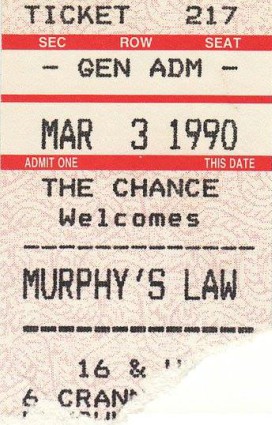 TICKET 217
SEC ROW SEAT
- GEN ADM -
MAR 3 1990
ADMIT ONE THIS DATE
THE CHANCE
Welcomes
MURPHY'S LAW
16 &
6